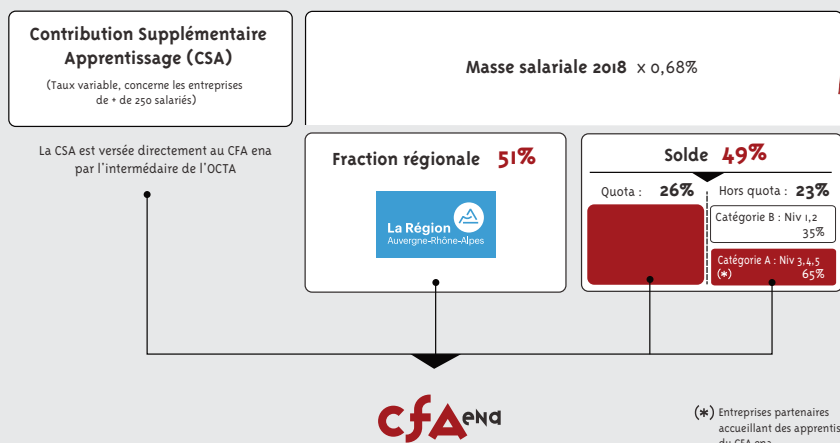 Contribution Supplémentaire
Apprentissage (CSA)
(Taux variable, concerne les entreprises
de + de 250 salariés)
Masse salariale 2018 x 0,68%
La CSA est versée directement au CFA ena
par l'intermédaire de l'OCTA
Fraction régionale 51%
La Région
Auvergne-Rhône-Alpes
Solde 49%
Quota : 26% Hors quota : 23%
Catégorie B : Niv 1,2
35%
Catégorie A : Niv 3,4,5
(*) 65%
cfA ena
(*) Entreprises partenaires
accueillant des apprentis
du CFA ena